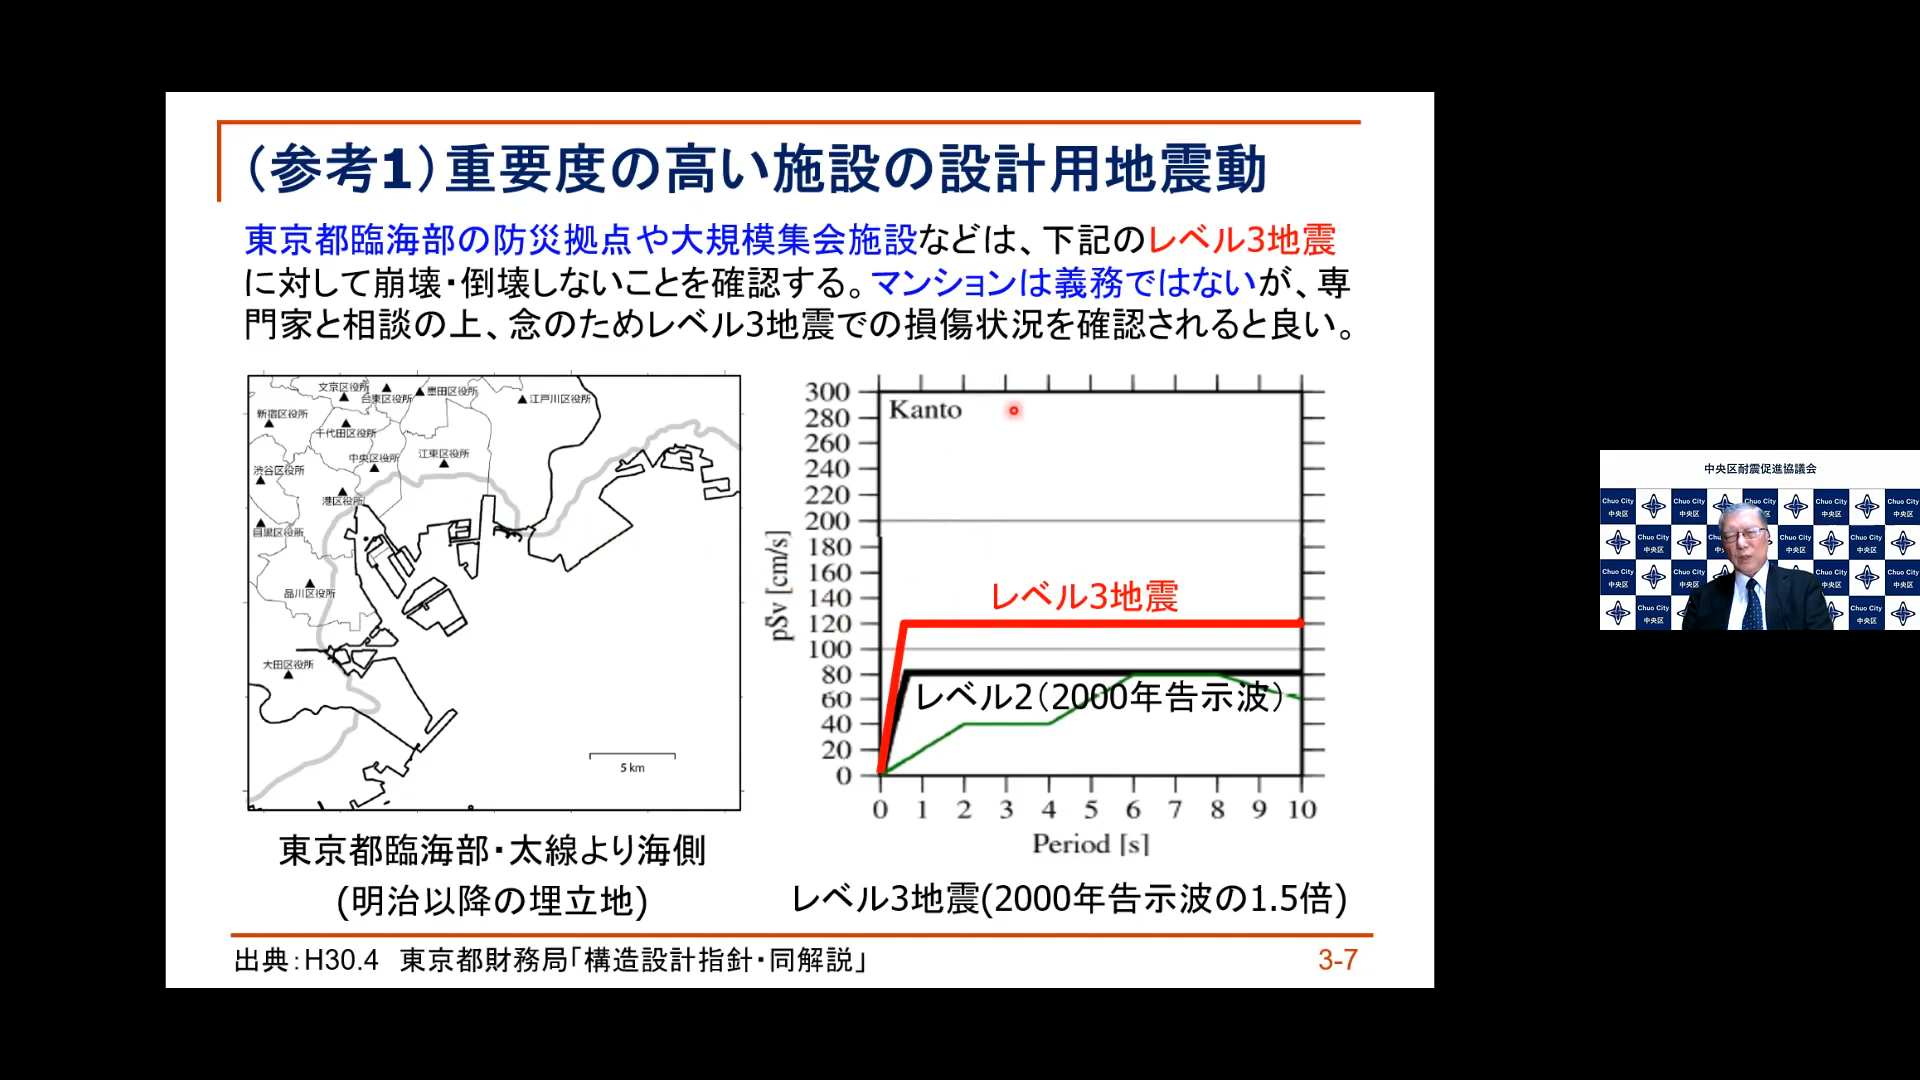 （参考1）重要度の高い施設の設計用地震動
東京都臨海部の防災拠点や大規模集会施設などは、下記のレベル3地震
に対して崩壊・倒壊しないことを確認する。マンションは義務ではないが、専
門家と相談の上、念のためレベル3地震での損傷状況を確認されると良い。
文京区役所
台東区役所
墨田区役所
江戸川区役所
新宿区役所
千代田区役所
中央区役所
江東区役所
渋谷区役所
港区役所
目黒区役所
品川区役所
大田区役所
5 km
東京都臨海部・太線より海側
(明治以降の埋立地)
Kanto
300
280
260
240
220
200
180
160
140
120
100
80
60
40
20
0
pSv [cm/s]
レベル3地震
レベル2（2000年告示波）
0 1 2 3 4 5 6 7 8 9 10
Period [s]
レベル3地震(2000年告示波の1.5倍)
出典：H30.4 東京都財務局「構造設計指針・同解説」
3-7
中央区耐震促進協議会
Chuo City
中央区